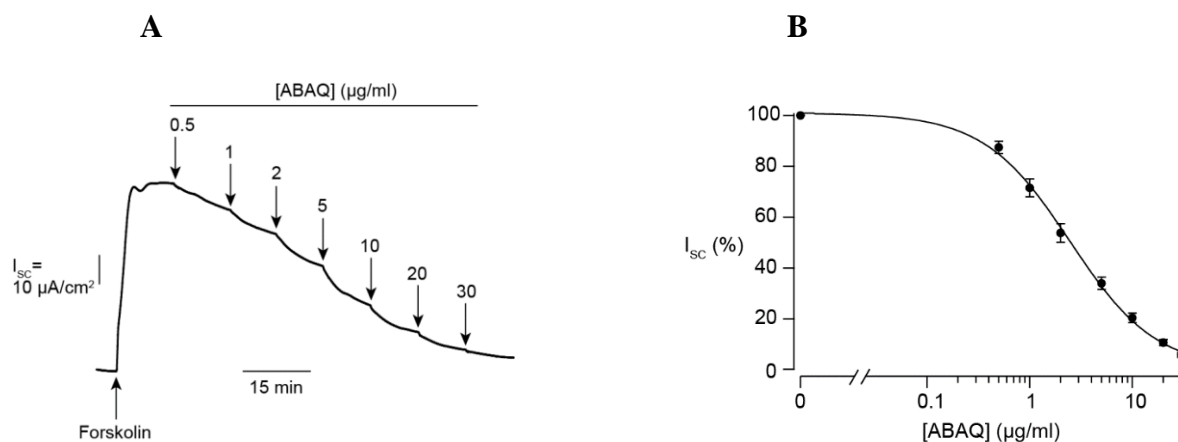 A
[ABAQ] (µg/ml)
0.5
1
2
5
10
20
30
I_SC=
10 µA/cm²
15 min
Forskolin
B
100
80
60
40
20
0
I_SC (%)
0
0.1
1
10
[ABAQ] (µg/ml)